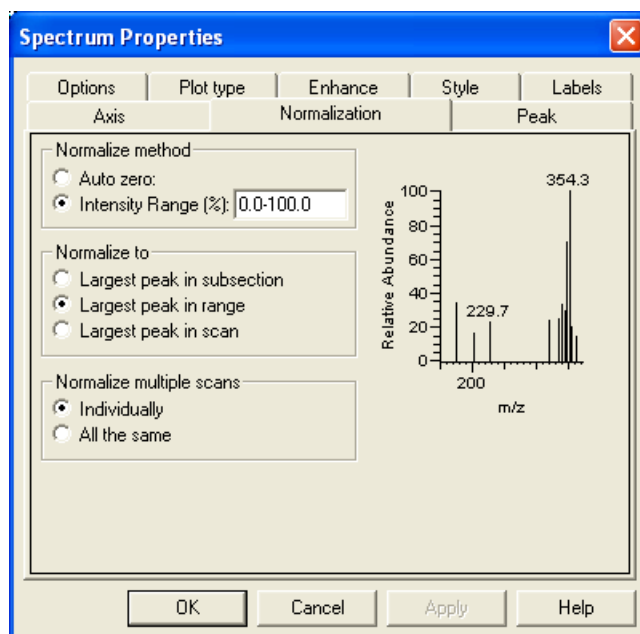 Spectrum Properties
Options Plot type Enhance Style Labels
Axis Normalization Peak
Normalize method
Auto zero:
Intensity Range (%): 0.0-100.0
Normalize to
Largest peak in subsection
Largest peak in range
Largest peak in scan
Normalize multiple scans
Individually
All the same
354.3
100
80
60
40
20
0
Relative Abundance
229.7
200
m/z
OK Cancel Apply Help